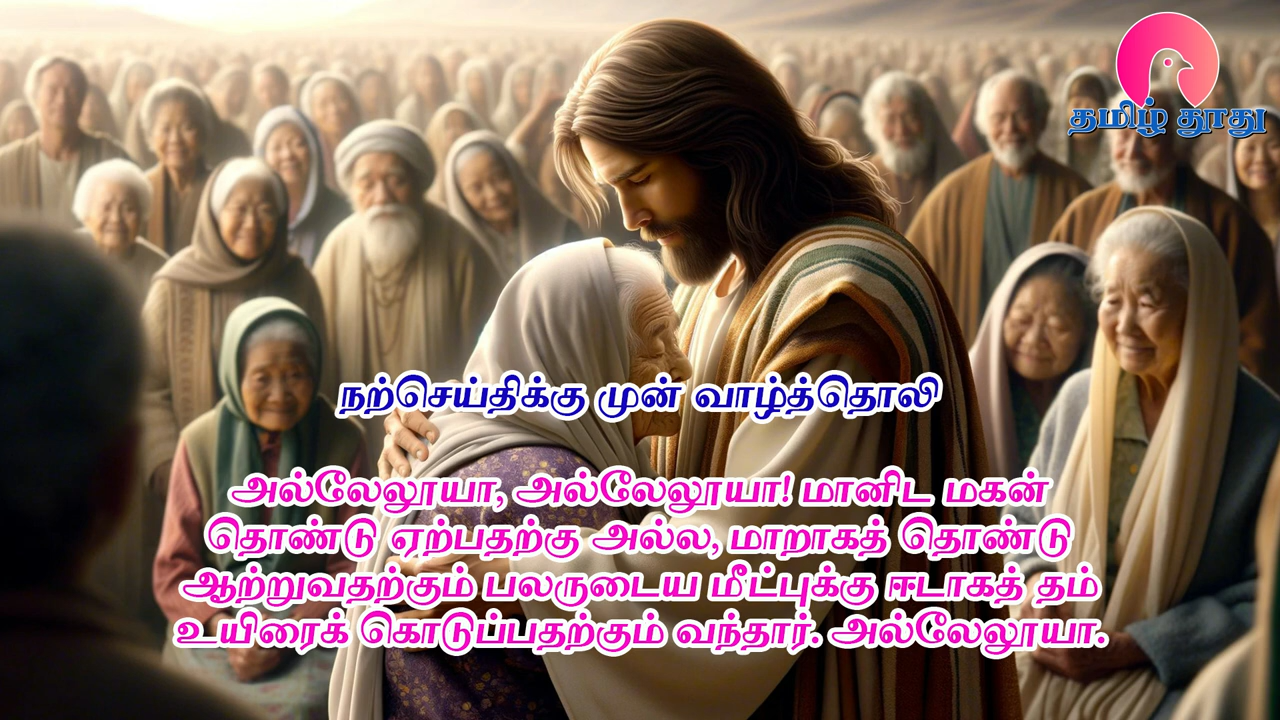 தமிழ் தூது
நற்செய்திக்கு முன் வாழ்த்தொலி
அல்லேலூயா, அல்லேலூயா! மானிட மகன்
தொண்டு ஏற்பதற்கு அல்ல, மாறாகத் தொண்டு
ஆற்றுவதற்கும் பலருடைய மீட்புக்கு ஈடாகத் தம்
உயிரைக் கொடுப்பதற்கும் வந்தார். அல்லேலூயா.